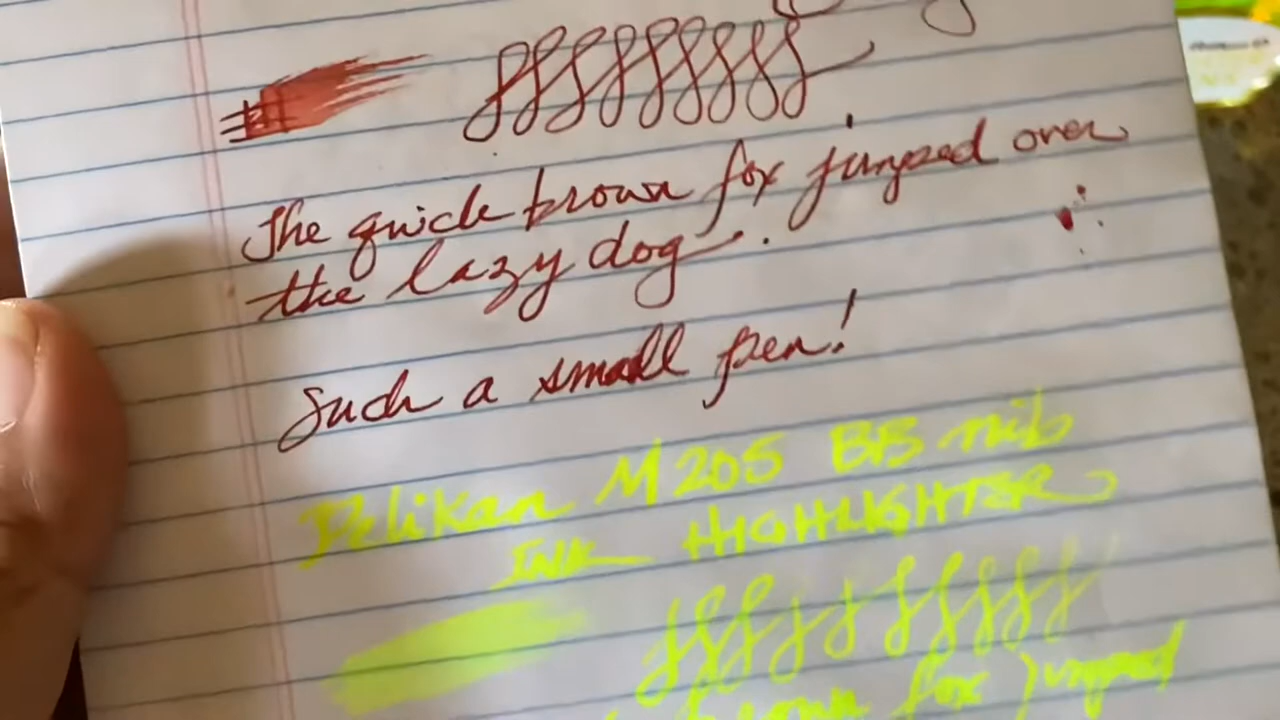 The quick brown fox jumped over
the lazy dog.
Such a small pen!
Pelikan M205 BB nib
INK HIGHLIGHTER
brown fox jumped